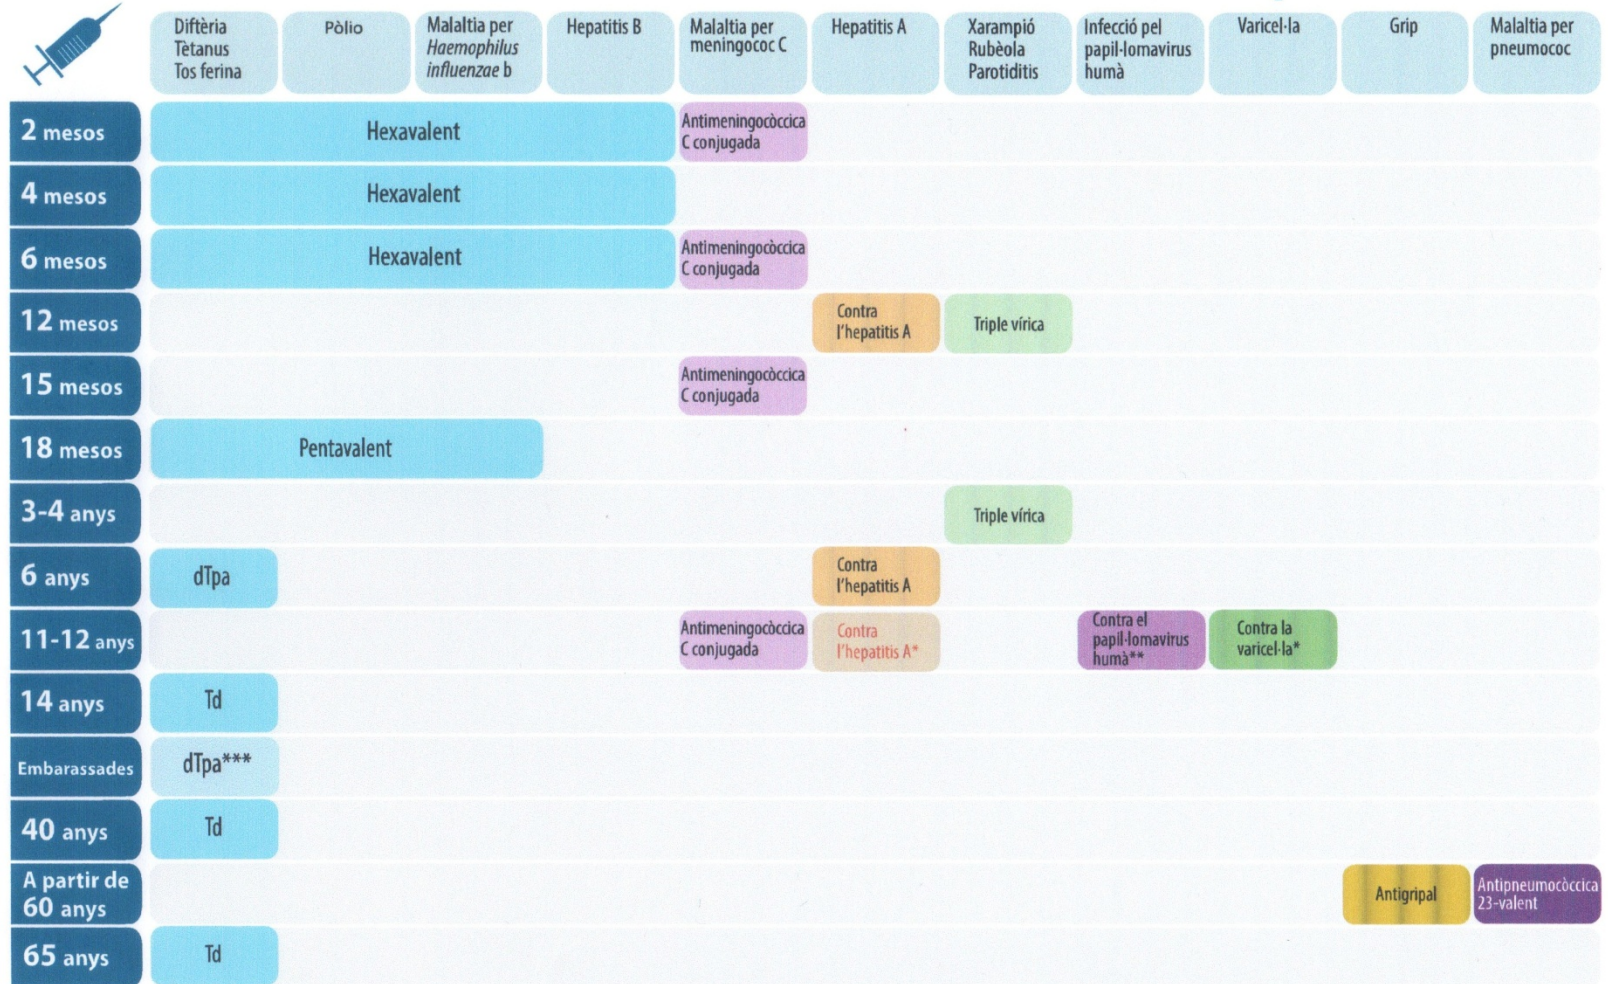 Diftèria
Tètanus
Tos ferina
Pòlio
Malaltia per
Haemophilus
influenzae b
Hepatitis B
Malaltia per
meningococ C
Hepatitis A
Xarampió
Rubèola
Parotiditis
Infecció pel
papil·lomavirus
humà
Varicel·la
Grip
Malaltia per
pneumococ
2 mesos
Hexavalent
Antimeningocòccica
C conjugada
4 mesos
Hexavalent
6 mesos
Hexavalent
Antimeningocòccica
C conjugada
12 mesos
Contra
l'hepatitis A
Triple vírica
15 mesos
Antimeningocòccica
C conjugada
18 mesos
Pentavalent
3-4 anys
Triple vírica
6 anys
dTpa
Contra
l'hepatitis A
11-12 anys
Antimeningocòccica
C conjugada
Contra
l'hepatitis A*
Contra el
papil·lomavirus
humà**
Contra la
varicel·la*
14 anys
Td
Embarassades
dTpa***
40 anys
Td
A partir de
60 anys
Antigripal
Antipneumocòccica
23-valent
65 anys
Td